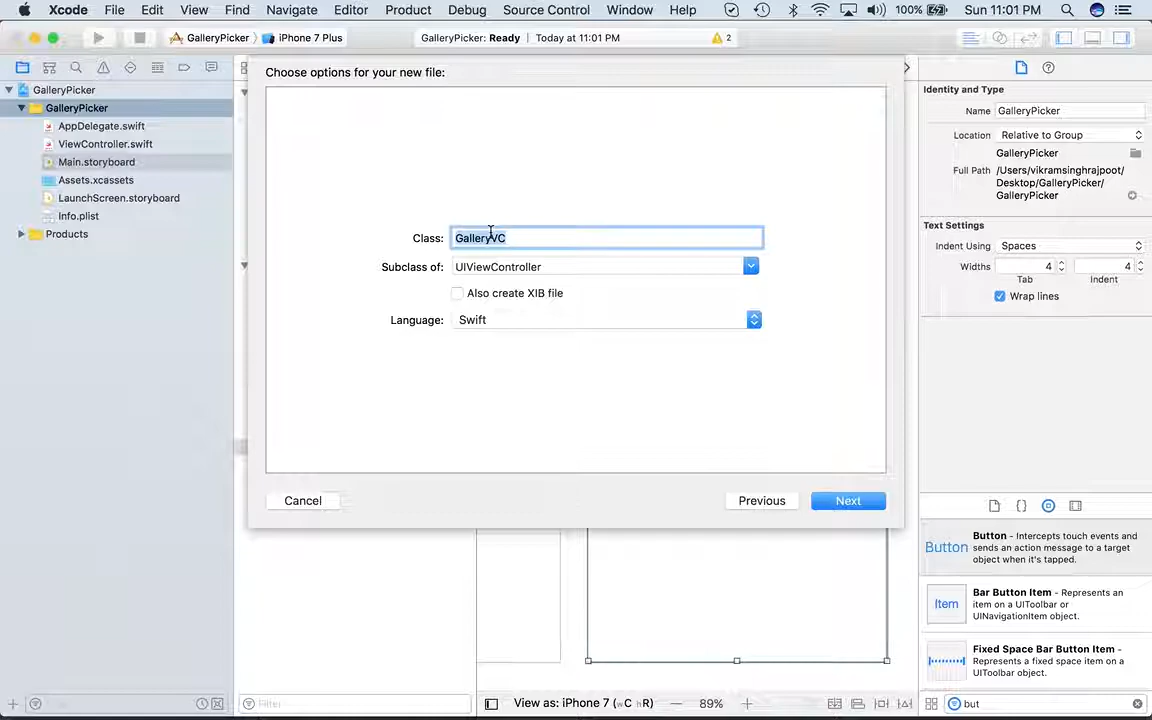 Xcode File Edit View Find Navigate Editor Product Debug Source Control Window Help 100% Sun 11:01 PM
GalleryPicker iPhone 7 Plus GalleryPicker: Ready Today at 11:01 PM 2
Choose options for your new file:
GalleryPicker
GalleryPicker
AppDelegate.swift
ViewController.swift
Main.storyboard
Assets.xcassets
LaunchScreen.storyboard
Info.plist
Products
Class: GalleryVC
Subclass of: UIViewController
Also create XIB file
Language: Swift
Cancel Previous Next
Identity and Type
Name GalleryPicker
Location Relative to Group
GalleryPicker
Full Path /Users/vikramsinghrajpoot/
Desktop/GalleryPicker/
GalleryPicker
Text Settings
Indent Using Spaces
Widths 4 4
Tab Indent
Wrap lines
Button Button - Intercepts touch events and
sends an action message to a target
object when it's tapped.
Item Bar Button Item - Represents an
item on a UIToolbar or
UINavigationItem object.
Fixed Space Bar Button Item -
Represents a fixed space item on a
UIToolbar object.
Filter Filter View as: iPhone 7 (wC hR) 89% but